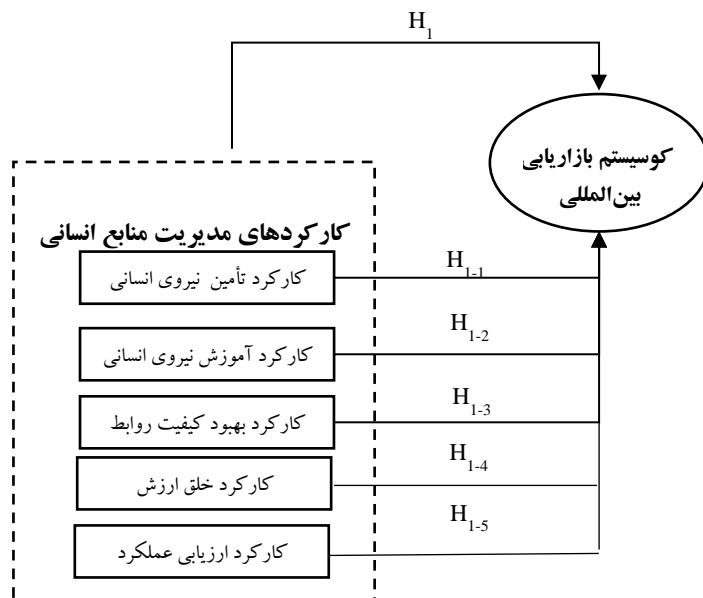 H1
کوسیستم بازاریابی
بین‌المللی
کارکردهای مدیریت منابع انسانی
کارکرد تأمین نیروی انسانی
H1-1
کارکرد آموزش نیروی انسانی
H1-2
کارکرد بهبود کیفیت روابط
H1-3
کارکرد خلق ارزش
H1-4
کارکرد ارزیابی عملکرد
H1-5